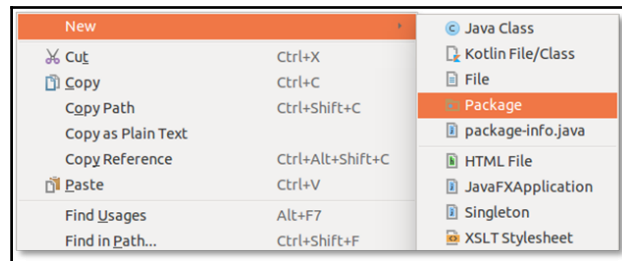 New
Cut Ctrl+X
Copy Ctrl+C
Copy Path Ctrl+Shift+C
Copy as Plain Text
Copy Reference Ctrl+Alt+Shift+C
Paste Ctrl+V
Find Usages Alt+F7
Find in Path... Ctrl+Shift+F
Java Class
Kotlin File/Class
File
Package
package-info.java
HTML File
JavaFXApplication
Singleton
XSLT Stylesheet